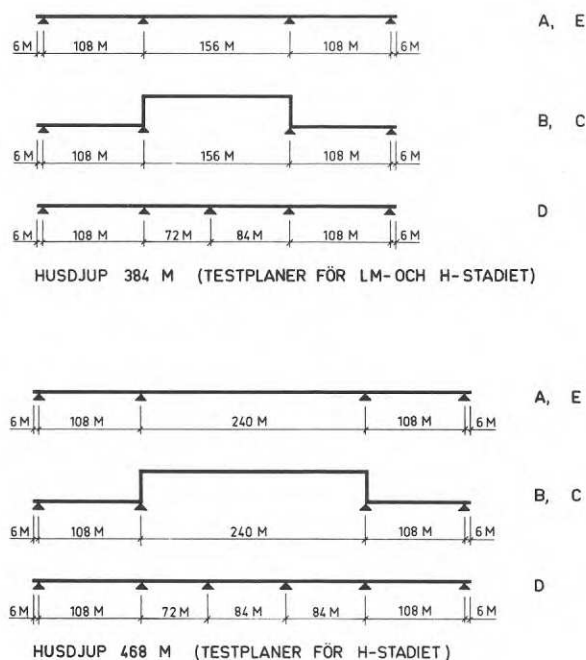 A, E
6M 108 M 156 M 108 M 6M
B, C
6M 108 M 156 M 108 M 6M
D
6M 108 M 72 M 84 M 108 M 6M
HUSDJUP 384 M (TESTPLANER FÖR LM- OCH H-STADIET)
A, E
6M 108 M 240 M 108 M 6M
B, C
6M 108 M 240 M 108 M 6M
D
6M 108 M 72 M 84 M 84 M 108 M 6M
HUSDJUP 468 M (TESTPLANER FÖR H-STADIET)